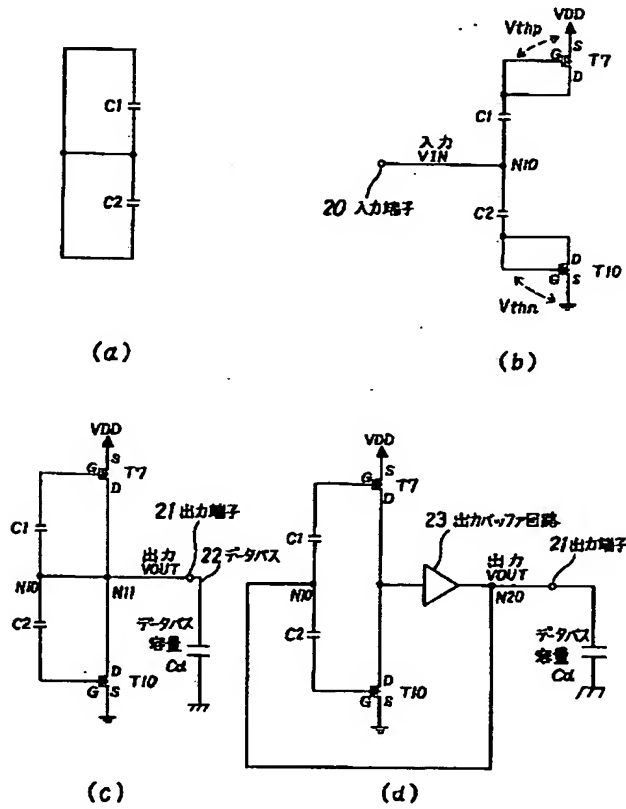 C1
C2
(a)
VDD
Vthp
S
G
T7
D
C1
入力
VIN
N10
20 入力端子
C2
D
T10
G
S
Vthn
(b)
VDD
S
G
T7
D
C1
21 出力端子
出力
VOUT
22 データバス
N10
N11
C2
データバス
容量
Cd
D
T10
G
S
(c)
VDD
S
G
T7
D
23 出力バッファ回路
C1
出力
VOUT
21 出力端子
N10
N20
C2
データバス
容量
Cd
D
T10
G
S
(d)